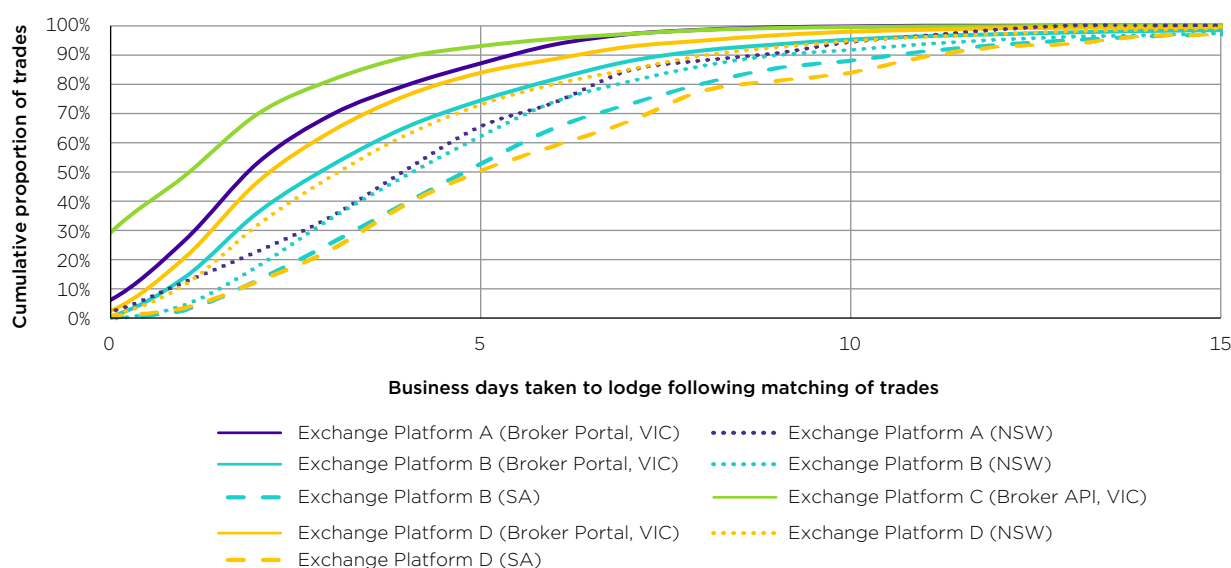 Cumulative proportion of trades
100%
90%
80%
70%
60%
50%
40%
30%
20%
10%
0%
0
5
10
15
Business days taken to lodge following matching of trades
Exchange Platform A (Broker Portal, VIC)
Exchange Platform A (NSW)
Exchange Platform B (Broker Portal, VIC)
Exchange Platform B (NSW)
Exchange Platform B (SA)
Exchange Platform C (Broker API, VIC)
Exchange Platform D (Broker Portal, VIC)
Exchange Platform D (NSW)
Exchange Platform D (SA)